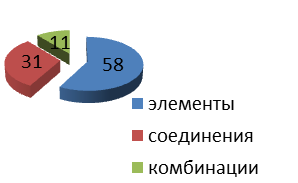 11
31
58
элементы
соединения
комбинации